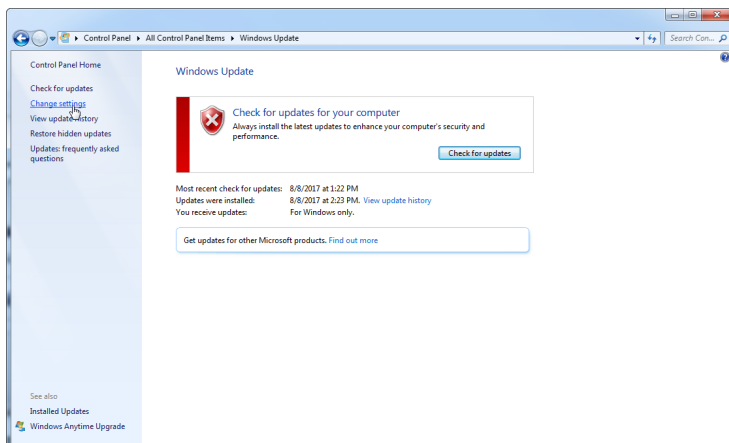 Control Panel ▸ All Control Panel Items ▸ Windows Update
Search Con...
Control Panel Home
Check for updates
Change settings
View update history
Restore hidden updates
Updates: frequently asked
questions
See also
Installed Updates
Windows Anytime Upgrade
Windows Update
Check for updates for your computer
Always install the latest updates to enhance your computer's security and
performance.
Check for updates
Most recent check for updates: 8/8/2017 at 1:22 PM
Updates were installed: 8/8/2017 at 2:23 PM. View update history
You receive updates: For Windows only.
Get updates for other Microsoft products. Find out more